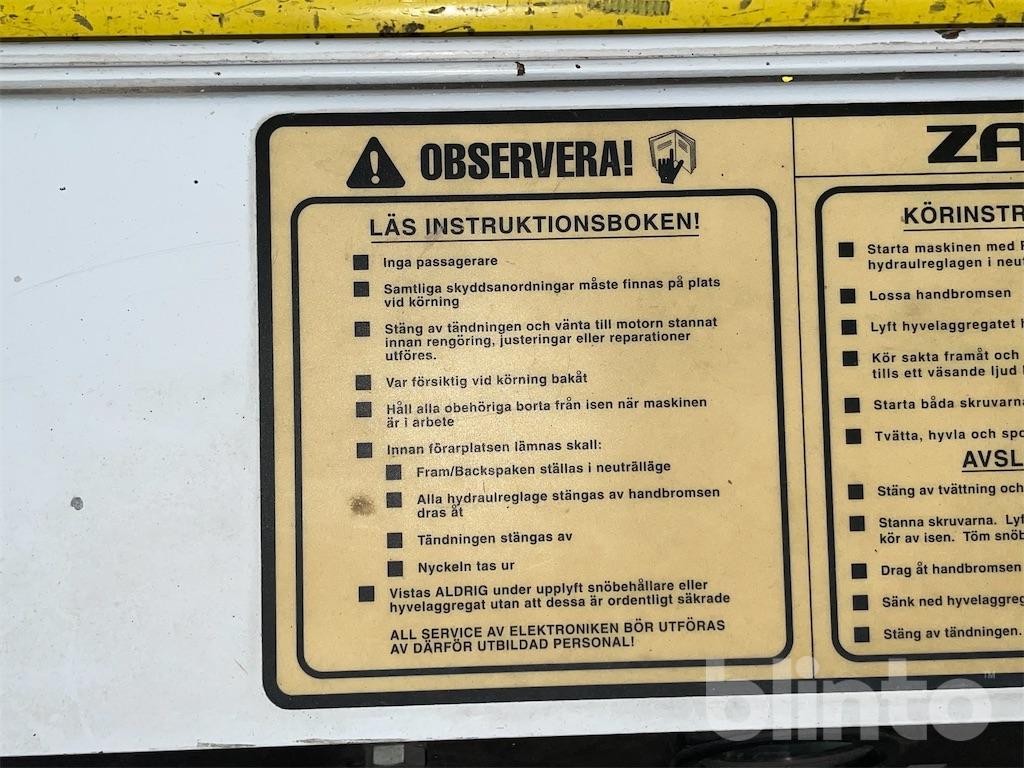 OBSERVERA!
LÄS INSTRUKTIONSBOKEN!
Inga passagerare
Samtliga skyddsanordningar måste finnas på plats
vid körning
Stäng av tändningen och vänta till motorn stannat
innan rengöring, justeringar eller reparationer
utföres.
Var försiktig vid körning bakåt
Håll alla obehöriga borta från isen när maskinen
är i arbete
Innan förarplatsen lämnas skall:
Fram/Backspaken ställas i neuträlläge
Alla hydraulreglage stängas av handbromsen
dras åt
Tändningen stängas av
Nyckeln tas ur
Vistas ALDRIG under upplyft snöbehållare eller
hyvelaggregat utan att dessa är ordentligt säkrade
ALL SERVICE AV ELEKTRONIKEN BÖR UTFÖRAS
AV DÄRFÖR UTBILDAD PERSONAL!
ZA
KÖRINSTR
Starta maskinen med
hydraulreglagen i neut
Lossa handbromsen
Lyft hyvelaggregatet
Kör sakta framåt och
tills ett väsande ljud
Starta båda skruvarna
Tvätta, hyvla och spo
AVSL
Stäng av tvättning och
Stanna skruvarna. Lyf
kör av isen. Töm snöb
Drag åt handbromsen
Sänk ned hyvelaggreg
Stäng av tändningen.
blinto™